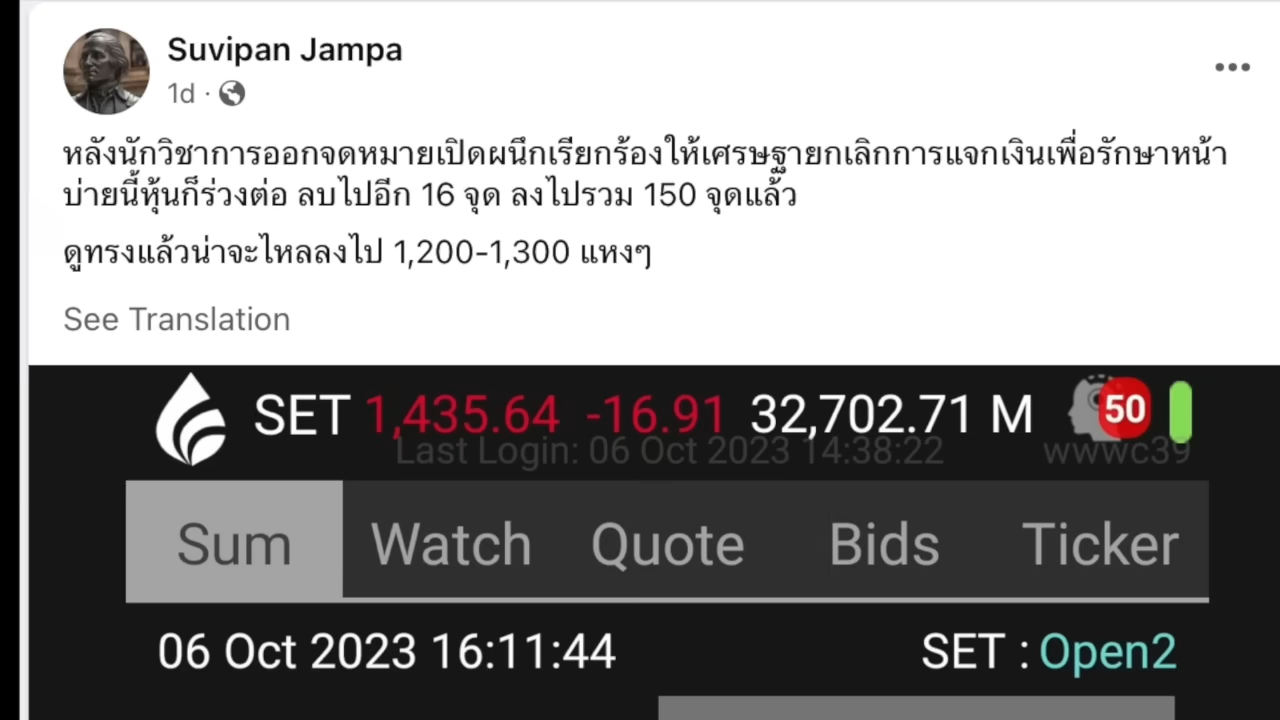 Suvipan Jampa
1d ·
หลังนักวิชาการออกจดหมายเปิดผนึกเรียกร้องให้เศรษฐายกเลิกการแจกเงินเพื่อรักษาหน้า
บ่ายนี้หุ้นก็ร่วงต่อ ลบไปอีก 16 จุด ลงไปรวม 150 จุดแล้ว
ดูทรงแล้วน่าจะไหลลงไป 1,200-1,300 แหงๆ
See Translation
SET 1,435.64 -16.91 32,702.71 M 50
Last Login: 06 Oct 2023 14:38:22 wwwc39
Sum Watch Quote Bids Ticker
06 Oct 2023 16:11:44 SET : Open2